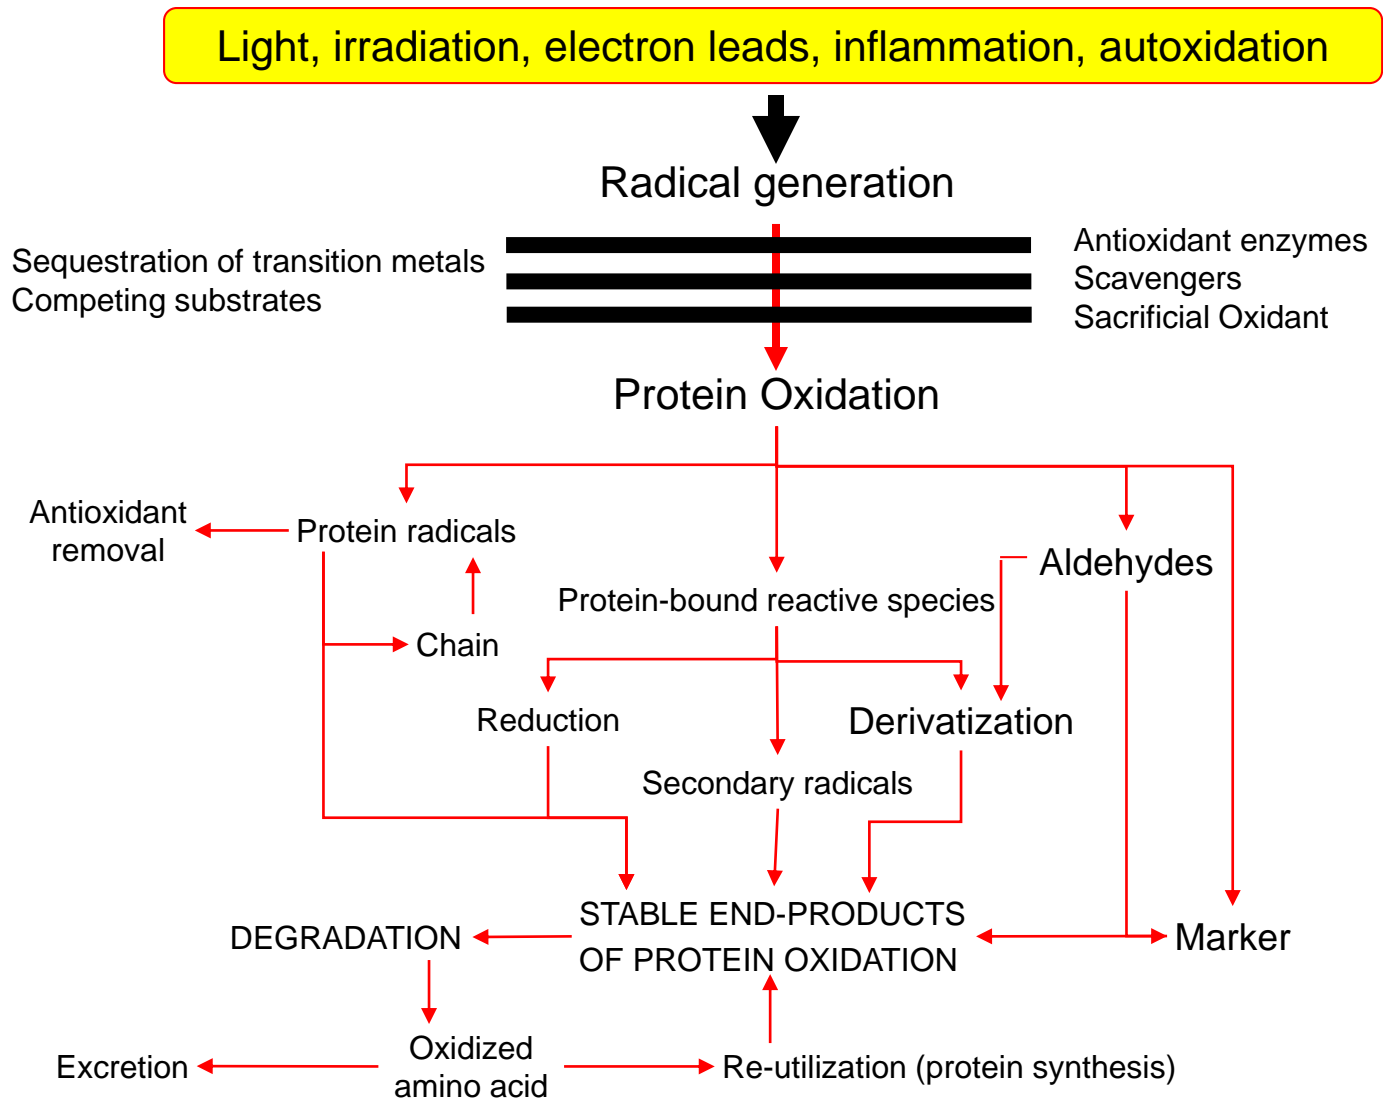 Light, irradiation, electron leads, inflammation, autoxidation
Radical generation
Sequestration of transition metals
Competing substrates
Antioxidant enzymes
Scavengers
Sacrificial Oxidant
Protein Oxidation
Antioxidant
removal
Protein radicals
Aldehydes
Protein-bound reactive species
Chain
Reduction
Derivatization
Secondary radicals
STABLE END-PRODUCTS
OF PROTEIN OXIDATION
DEGRADATION
Marker
Excretion
Oxidized
amino acid
Re-utilization (protein synthesis)